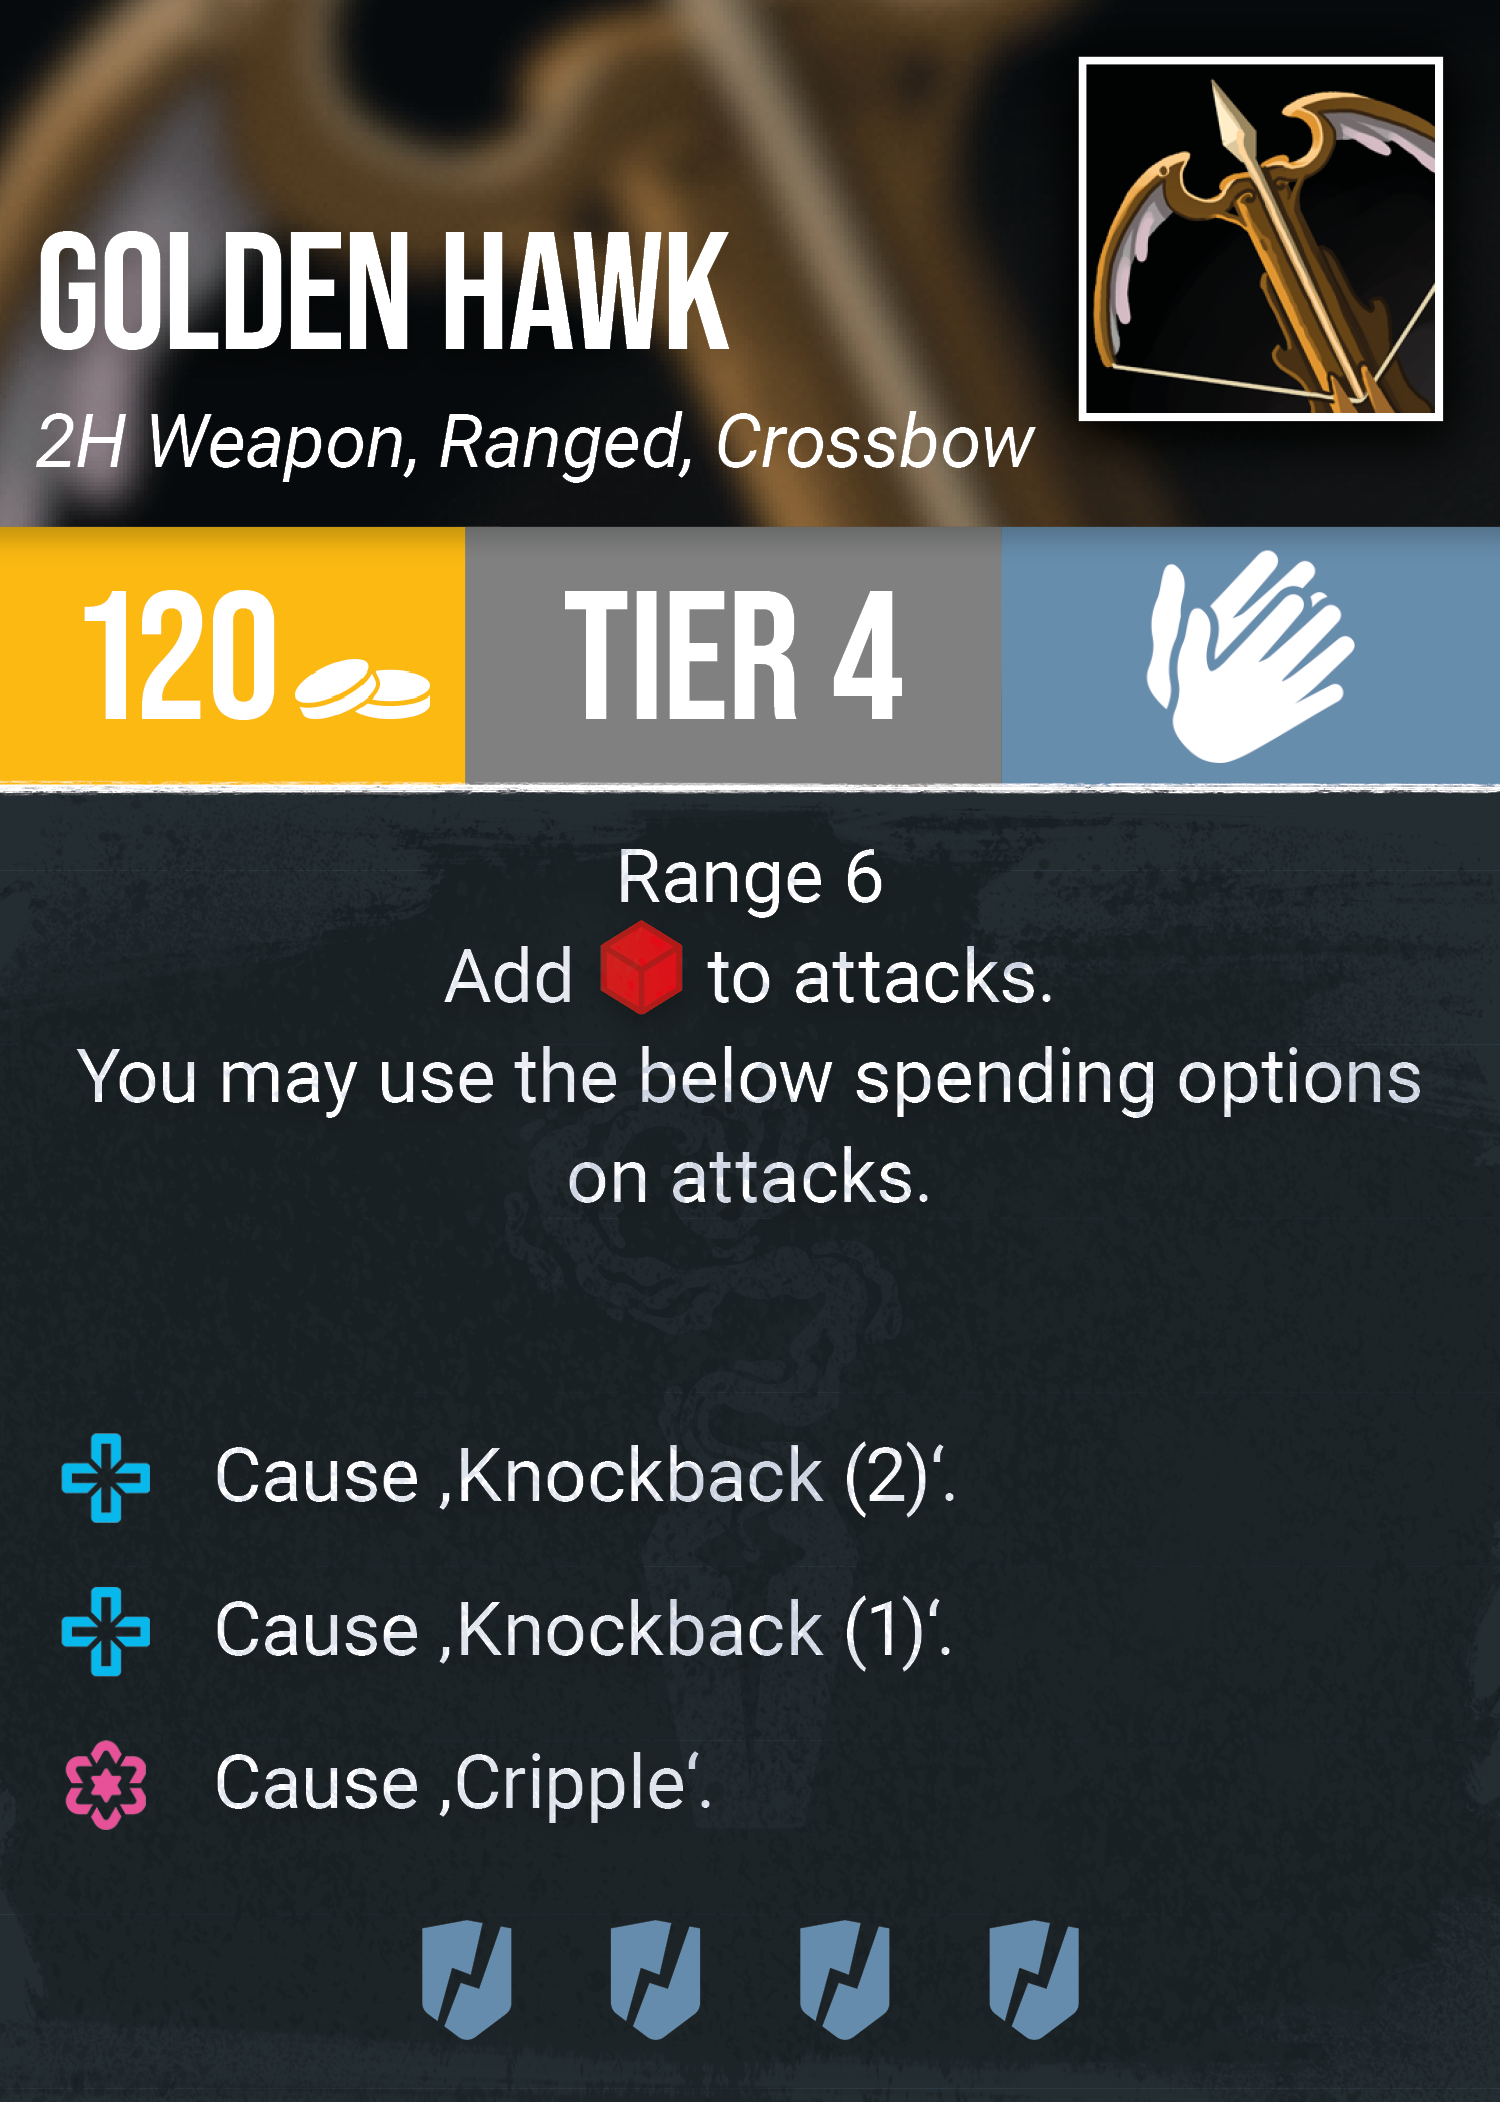 GOLDEN HAWK
2H Weapon, Ranged, Crossbow
120
TIER 4
Range 6
Add to attacks.
You may use the below spending options
on attacks.
Cause ‚Knockback (2)‘.
Cause ‚Knockback (1)‘.
Cause ‚Cripple‘.